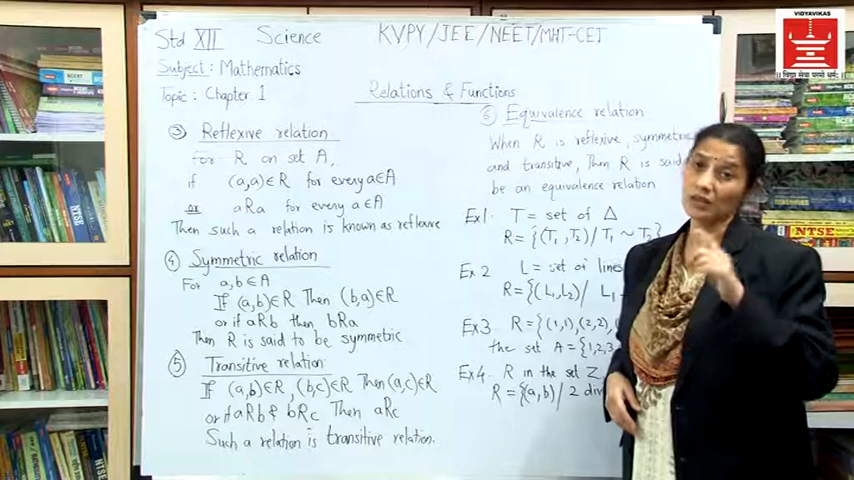 Std XII Science KVPY/JEE/NEET/MHT-CET
Subject: Mathematics
Topic: Chapter 1 Relations & Functions
③ Reflexive relation
For R on set A,
if (a,a)∈R for every a∈A
or aRa for every a∈A
Then such a relation is known as reflexive
④ Symmetric relation
For a,b∈A
If (a,b)∈R Then (b,a)∈R
or if aRb then bRa
Then R is said to be symmetric
⑤ Transitive relation
If (a,b)∈R, (b,c)∈R Then (a,c)∈R
or if aRb & bRc Then aRc
Such a relation is transitive relation.
⑥ Equivalence relation
When R is reflexive, symmetric
and transitive, Then R is said
be an equivalence relation
Ex1. T = set of Δ
R={(T₁,T₂)/ T₁ ~ T₂}
Ex 2 L = set of lines
R={(L₁,L₂)/ L₁
Ex3. R={(1,1),(2,2),
the set A={1,2,3
Ex4. R in the set Z
R={(a,b)/ 2 div
VIDYAVIKAS
विद्या सेवा परमो धर्मः
NCERT
NTSE